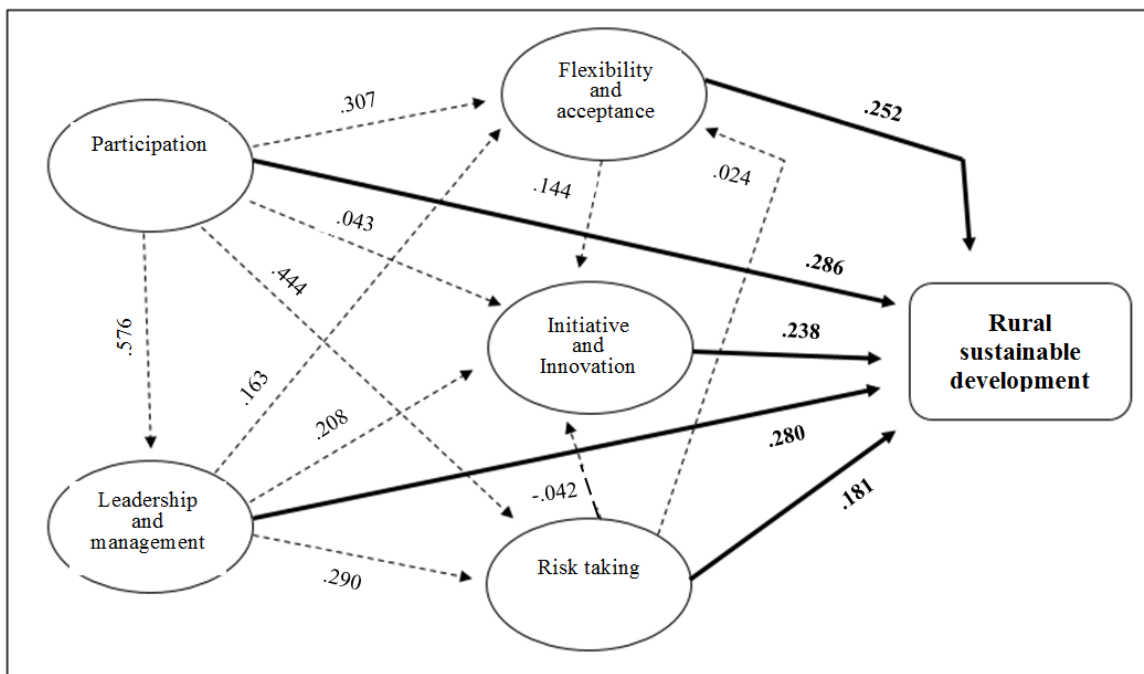 Flexibility
and
acceptance
.307
.252
Participation
.024
.144
.043
.286
.444
Rural
sustainable
development
Initiative
and
Innovation
.238
.576
.163
.208
.280
Leadership
and
management
-.042
.181
Risk taking
.290